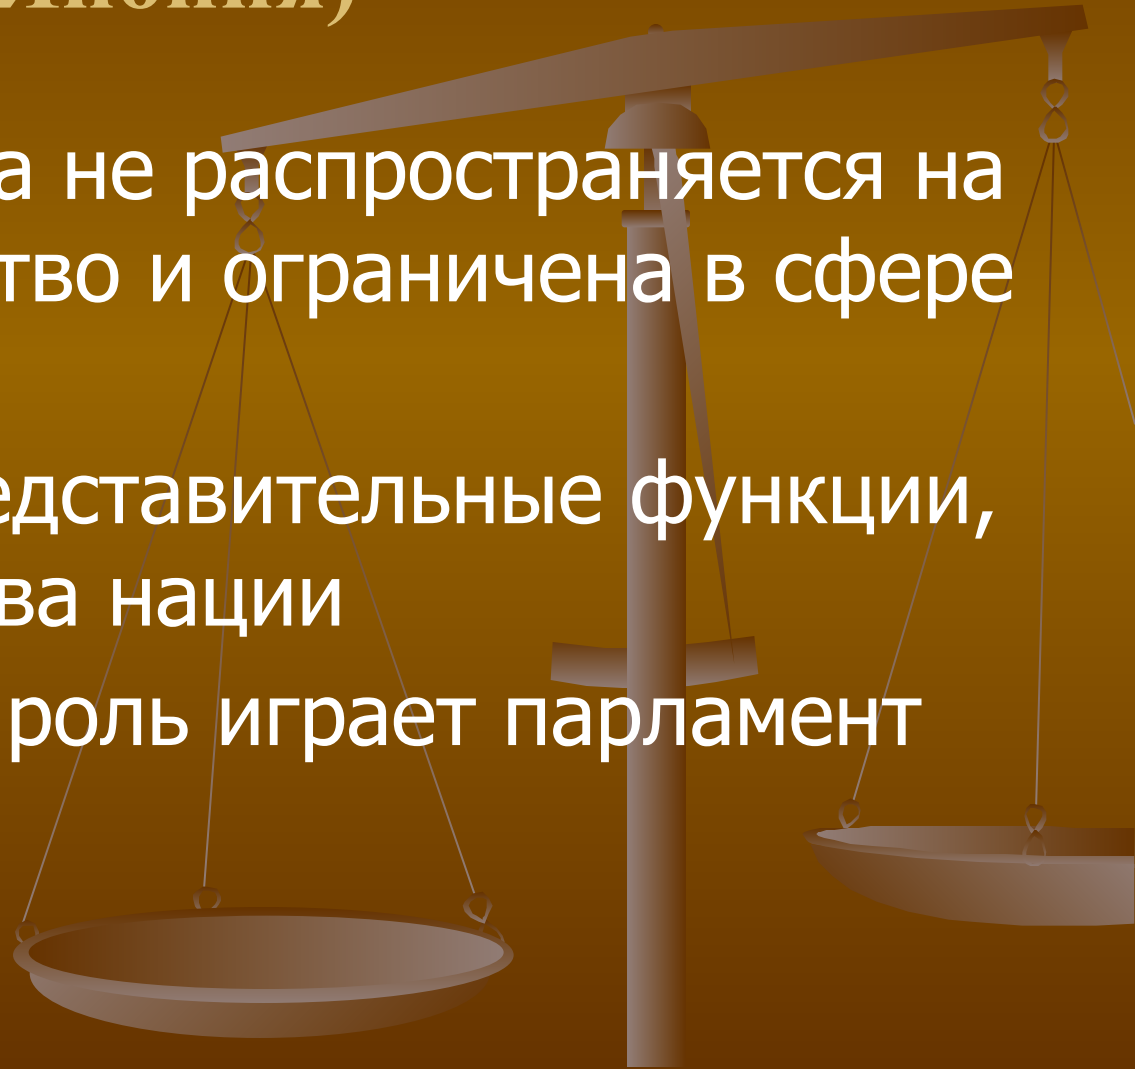 а не распространяется на
тво и ограничена в сфере
едставительные функции,
ва нации
роль играет парламент